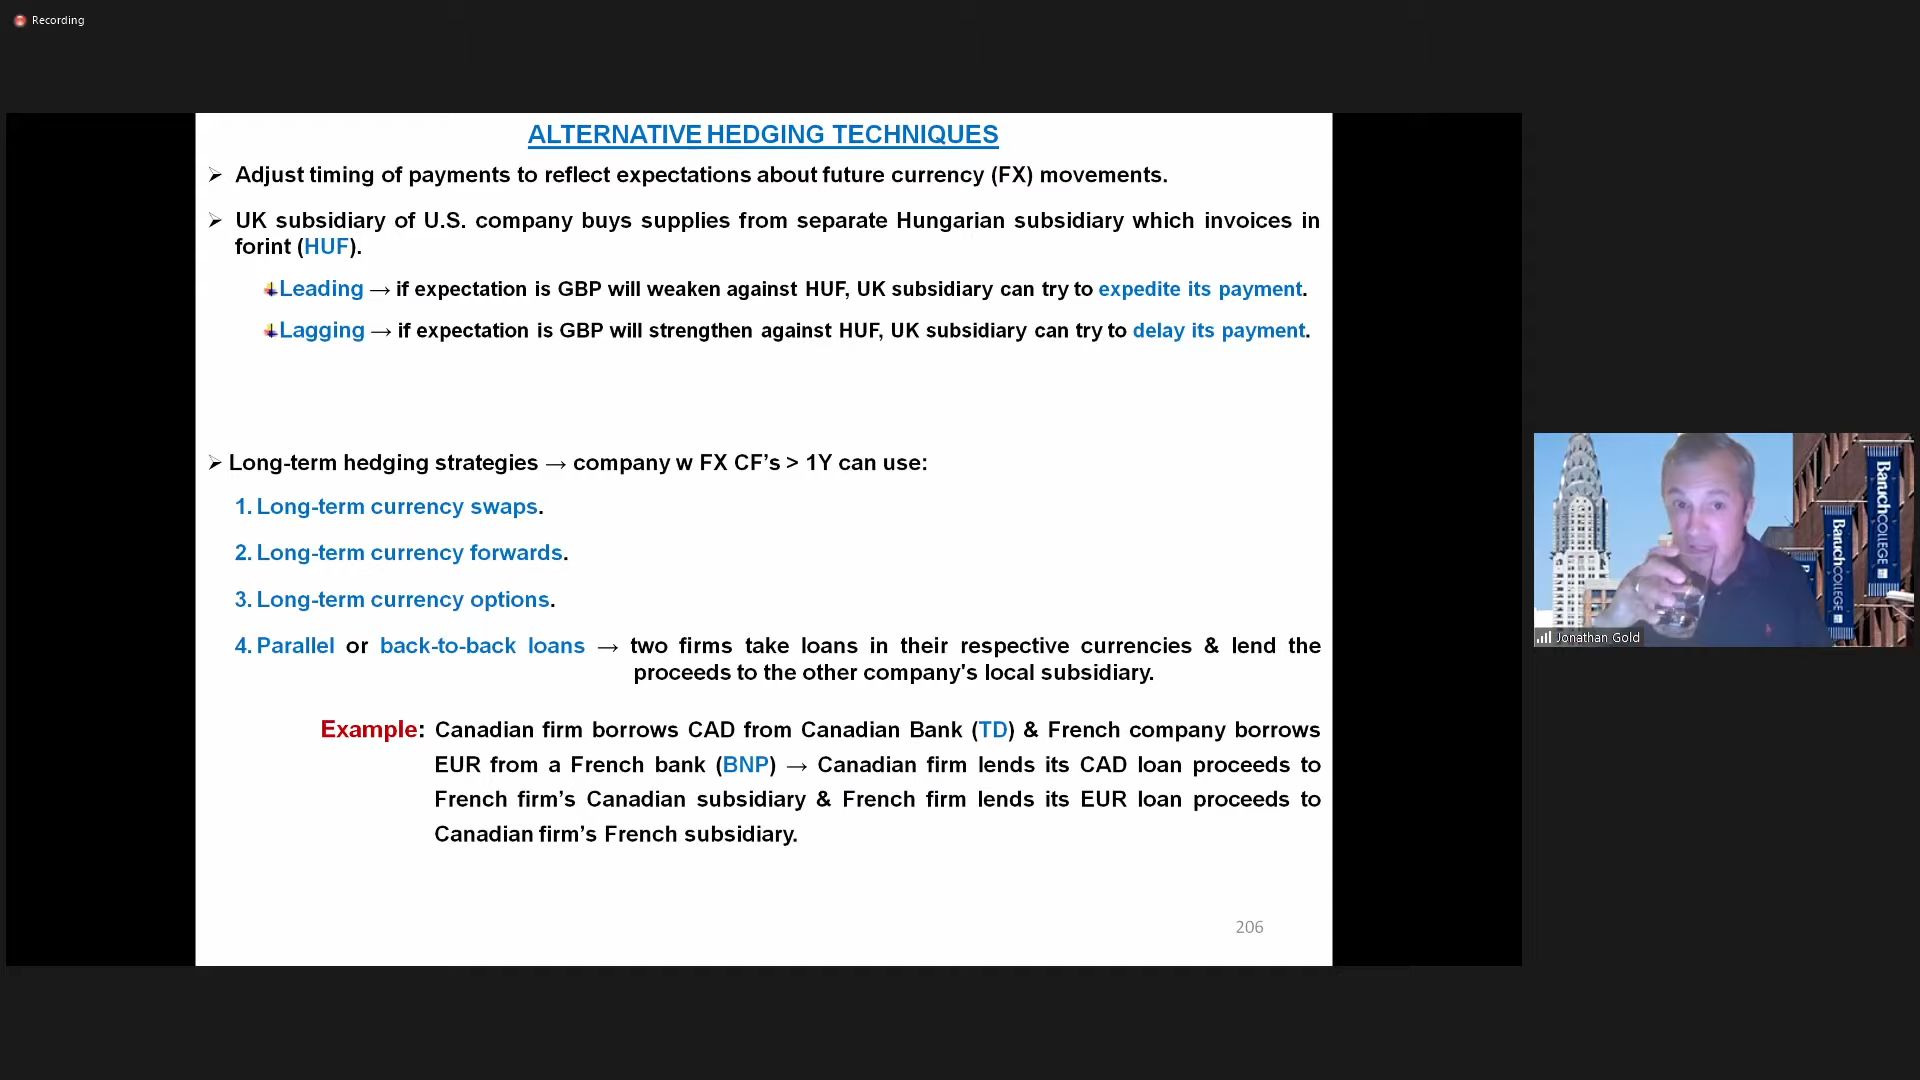 Recording
ALTERNATIVE HEDGING TECHNIQUES
➢ Adjust timing of payments to reflect expectations about future currency (FX) movements.
➢ UK subsidiary of U.S. company buys supplies from separate Hungarian subsidiary which invoices in
forint (HUF).
Leading → if expectation is GBP will weaken against HUF, UK subsidiary can try to expedite its payment.
Lagging → if expectation is GBP will strengthen against HUF, UK subsidiary can try to delay its payment.
➢ Long-term hedging strategies → company w FX CF’s > 1Y can use:
1. Long-term currency swaps.
2. Long-term currency forwards.
3. Long-term currency options.
4. Parallel or back-to-back loans → two firms take loans in their respective currencies & lend the
proceeds to the other company's local subsidiary.
Example: Canadian firm borrows CAD from Canadian Bank (TD) & French company borrows
EUR from a French bank (BNP) → Canadian firm lends its CAD loan proceeds to
French firm’s Canadian subsidiary & French firm lends its EUR loan proceeds to
Canadian firm’s French subsidiary.
206
Baruch COLLEGE
Baruch COLLEGE
Jonathan Gold